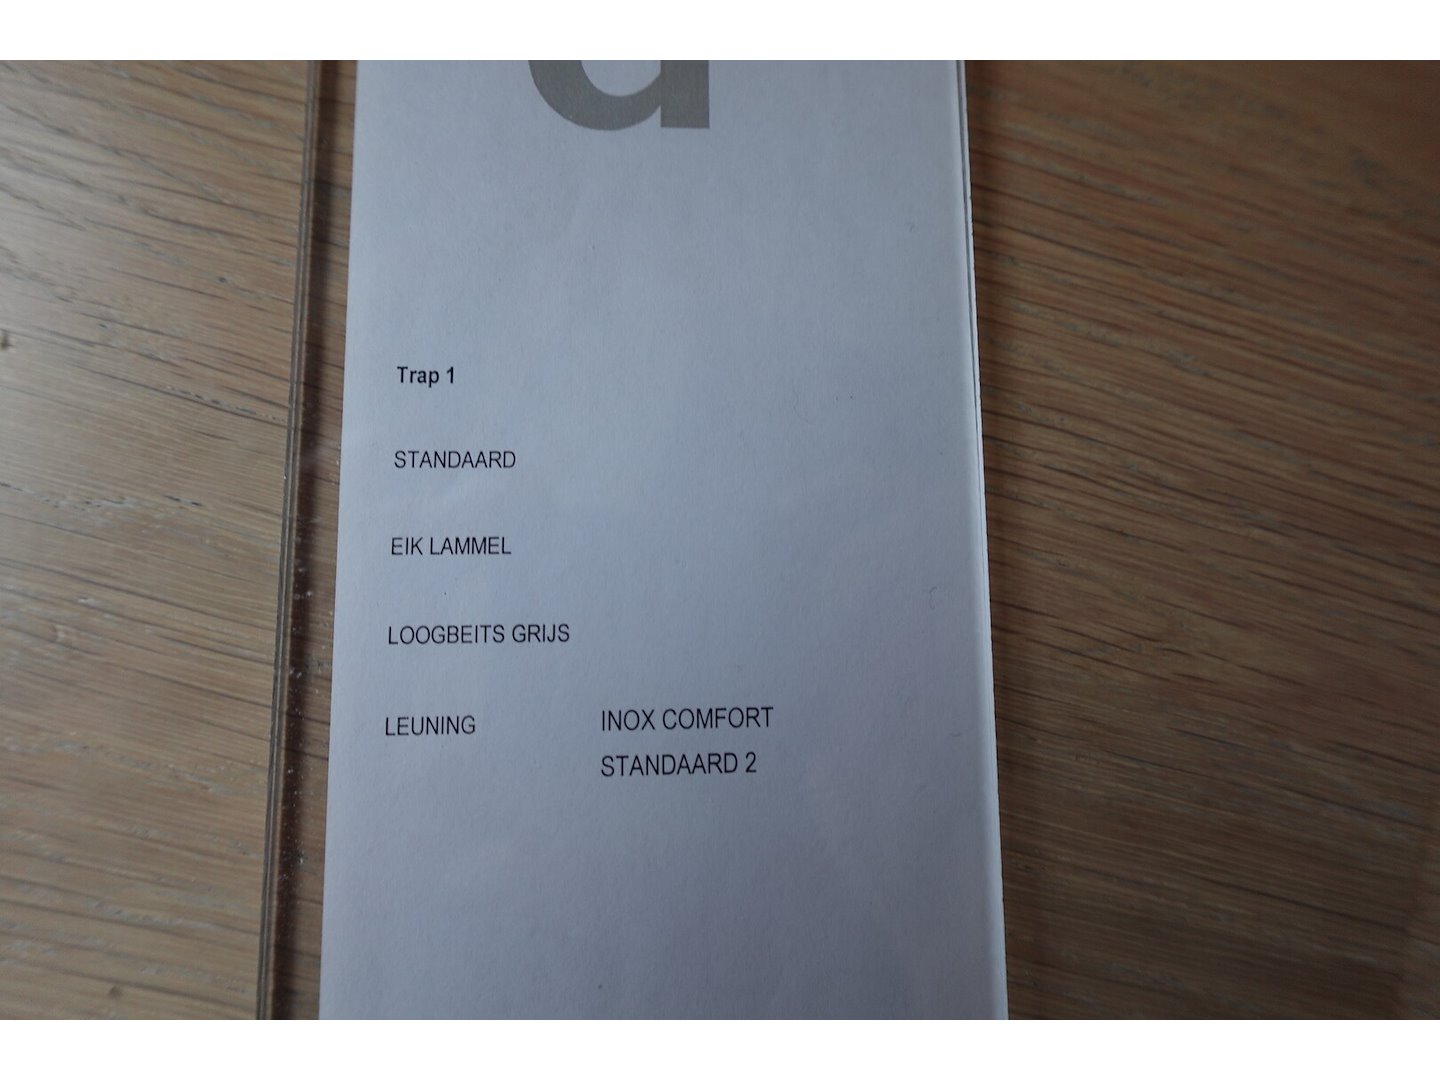 Trap 1
STANDAARD
EIK LAMMEL
LOOGBEITS GRIJS
LEUNING INOX COMFORT
STANDAARD 2